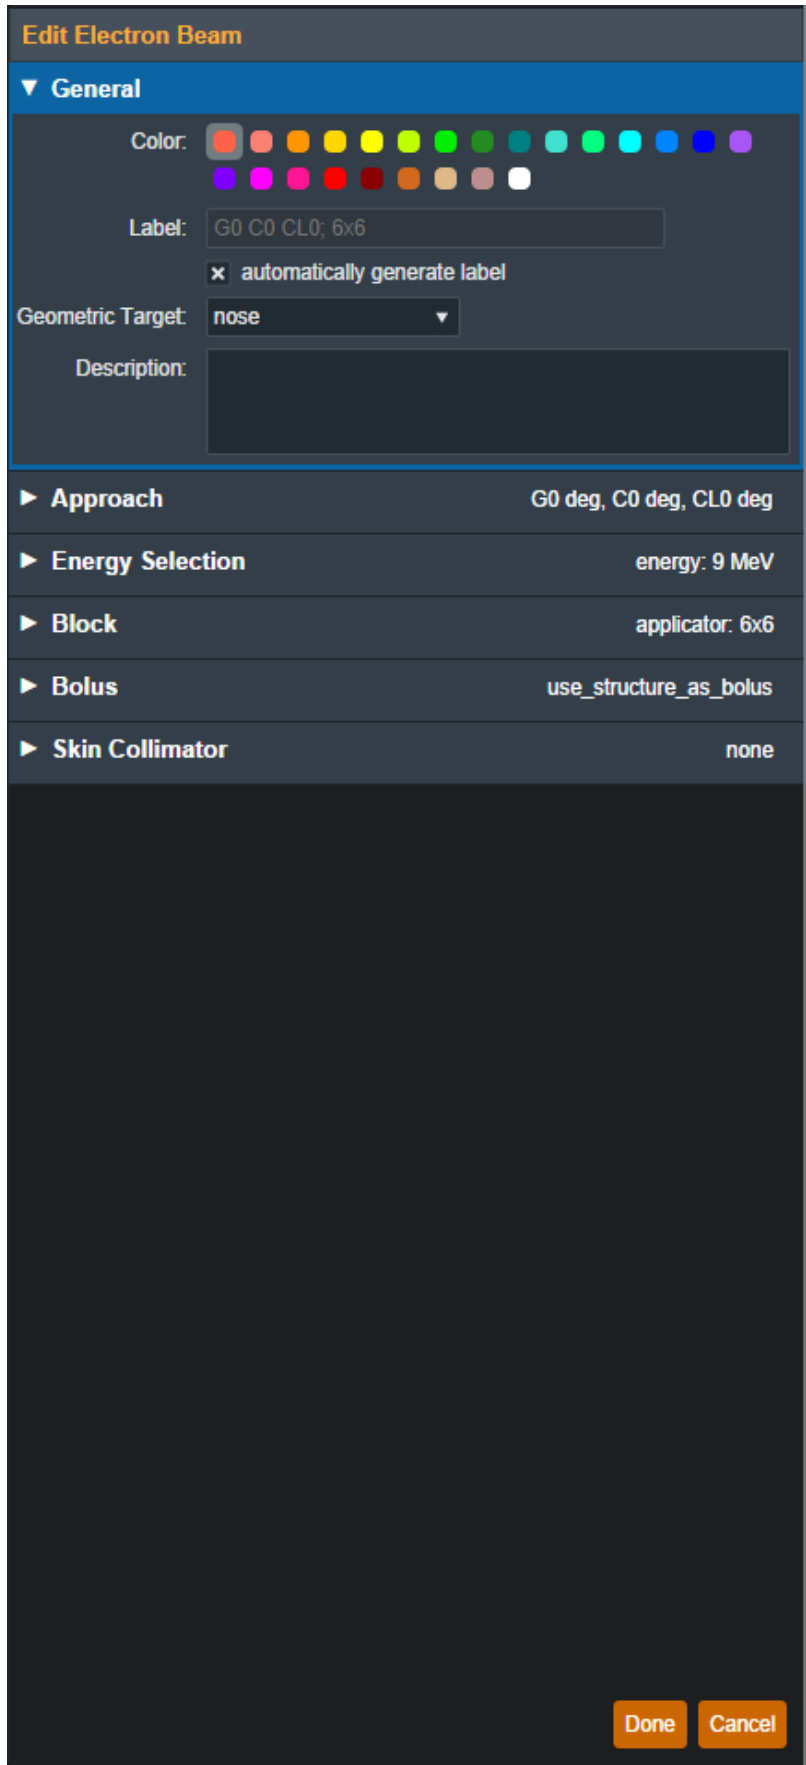 Edit Electron Beam
General
Color:
Label: G0 C0 CL0; 6x6
automatically generate label
Geometric Target: nose
Description:
Approach G0 deg, C0 deg, CL0 deg
Energy Selection energy: 9 MeV
Block applicator: 6x6
Bolus use_structure_as_bolus
Skin Collimator none
Done Cancel